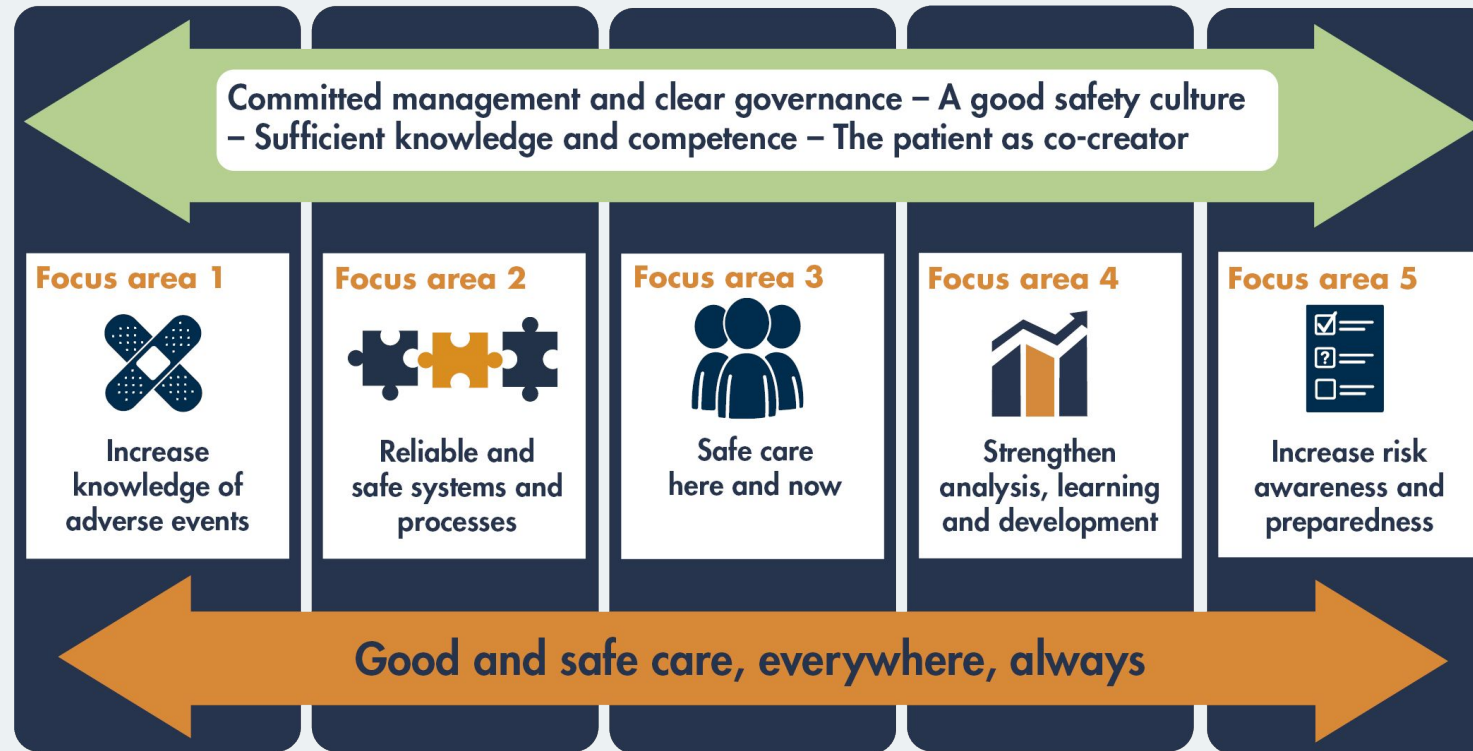 Committed management and clear governance – A good safety culture
– Sufficient knowledge and competence – The patient as co-creator
Focus area 1
Increase
knowledge of
adverse events
Focus area 2
Reliable and
safe systems and
processes
Focus area 3
Safe care
here and now
Focus area 4
Strengthen
analysis, learning
and development
Focus area 5
?
Increase risk
awareness and
preparedness
Good and safe care, everywhere, always